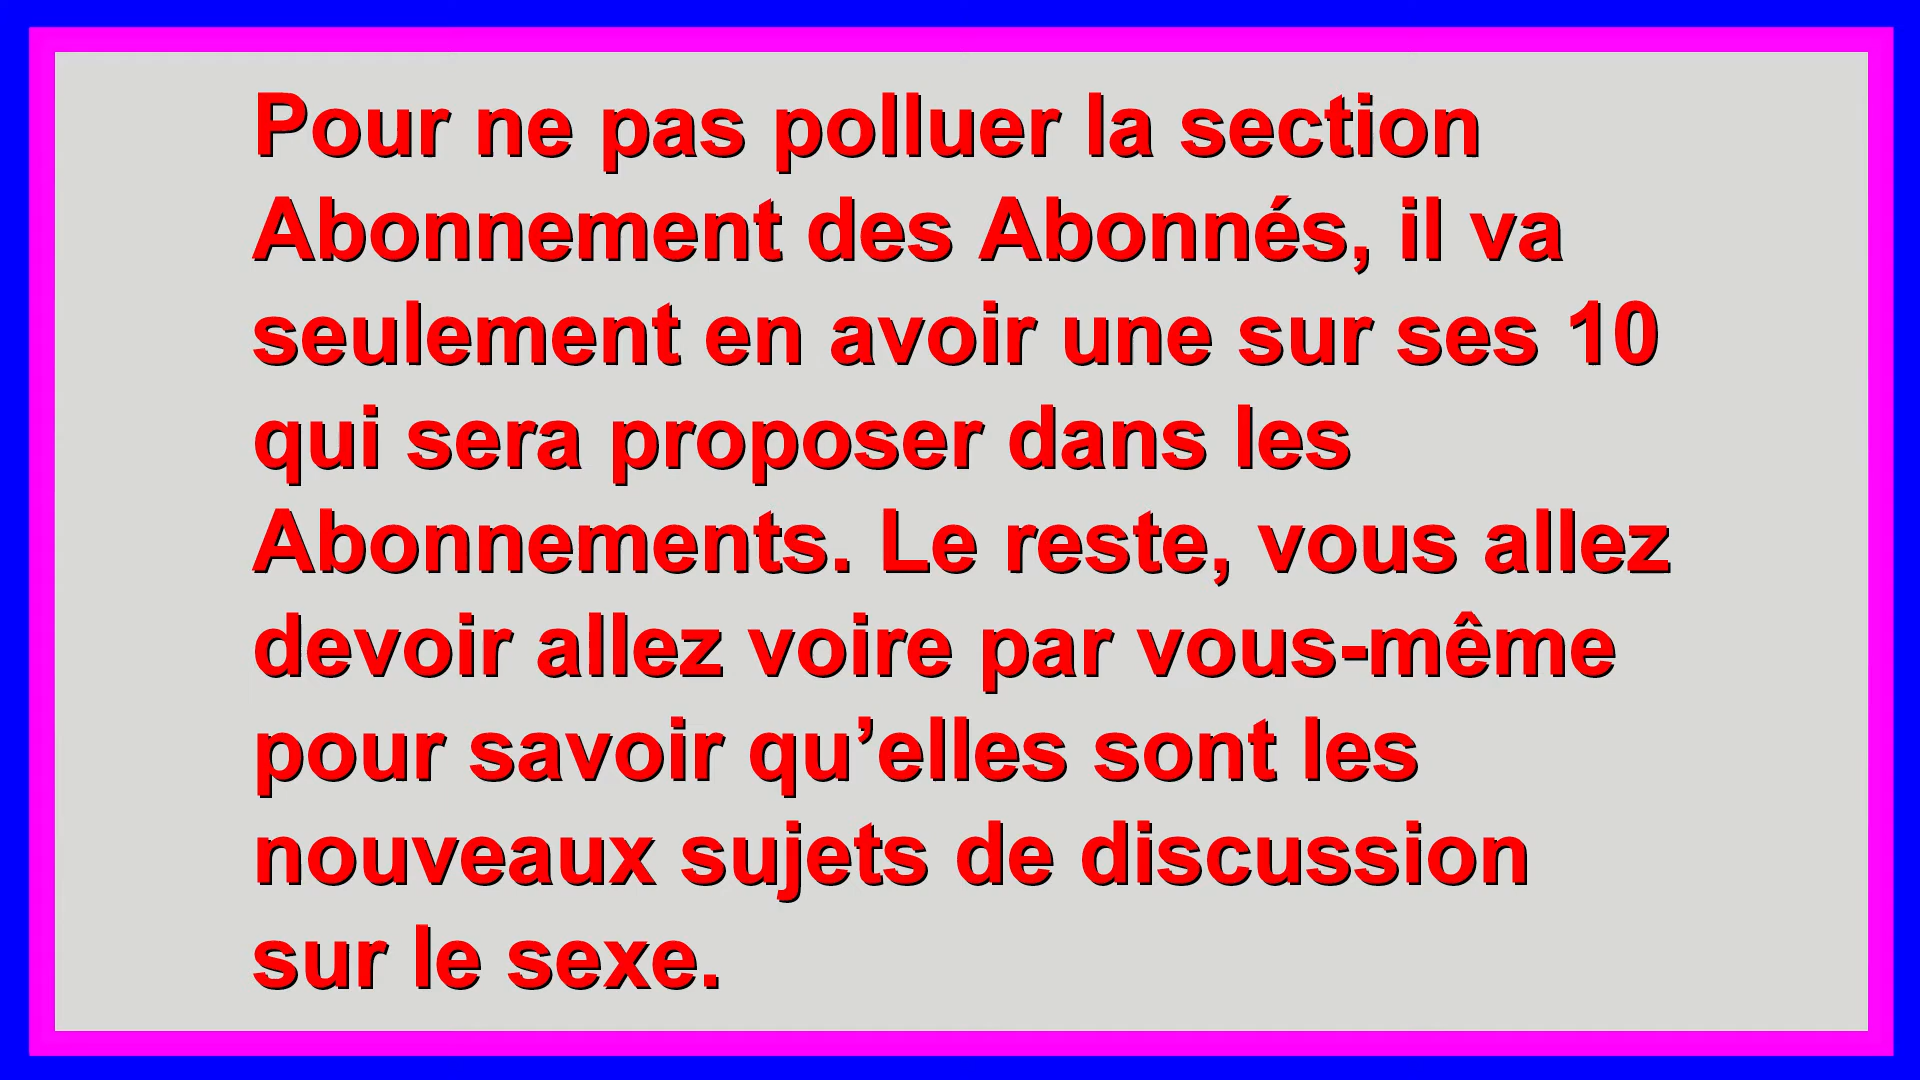 Pour ne pas polluer la section
Abonnement des Abonnés, il va
seulement en avoir une sur ses 10
qui sera proposer dans les
Abonnements. Le reste, vous allez
devoir allez voire par vous-même
pour savoir qu’elles sont les
nouveaux sujets de discussion
sur le sexe.